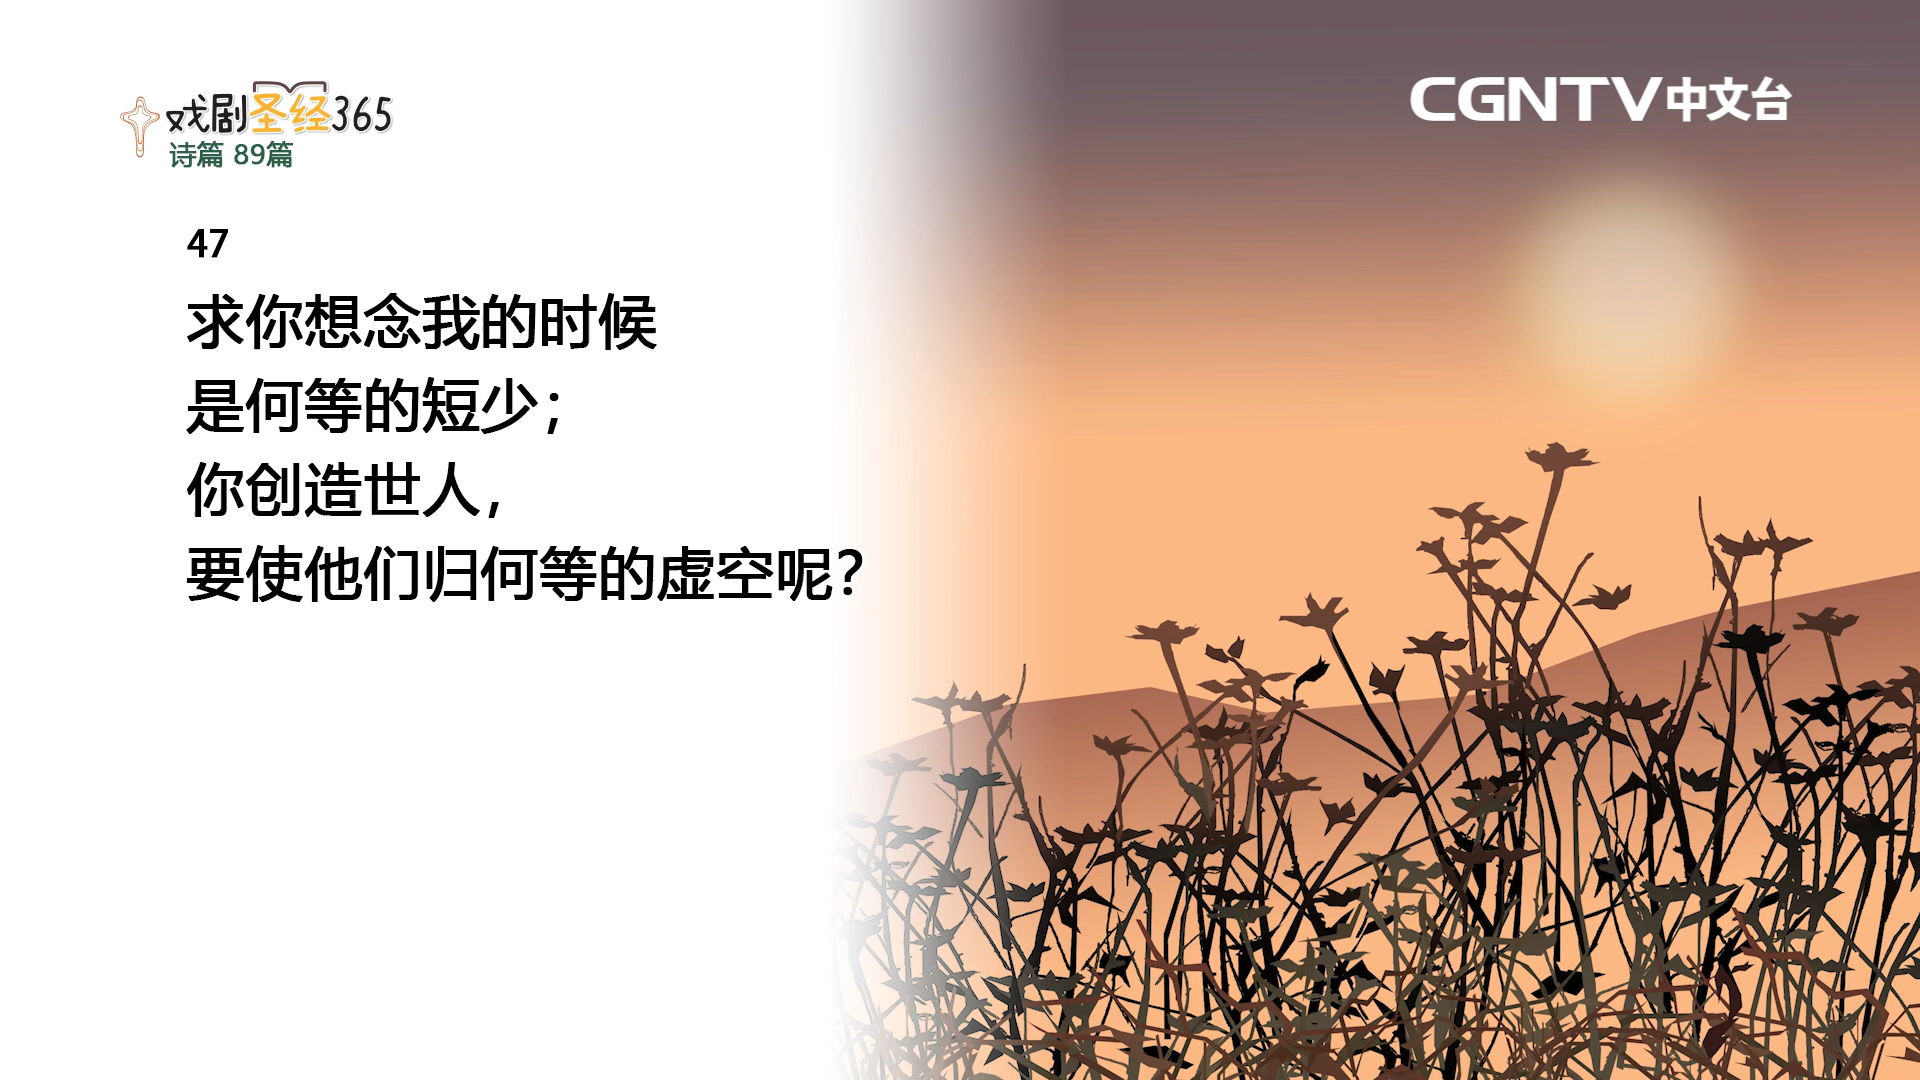 戏剧圣经365
诗篇 89篇
CGNTV中文台
47
求你想念我的时候
是何等的短少；
你创造世人，
要使他们归何等的虚空呢？